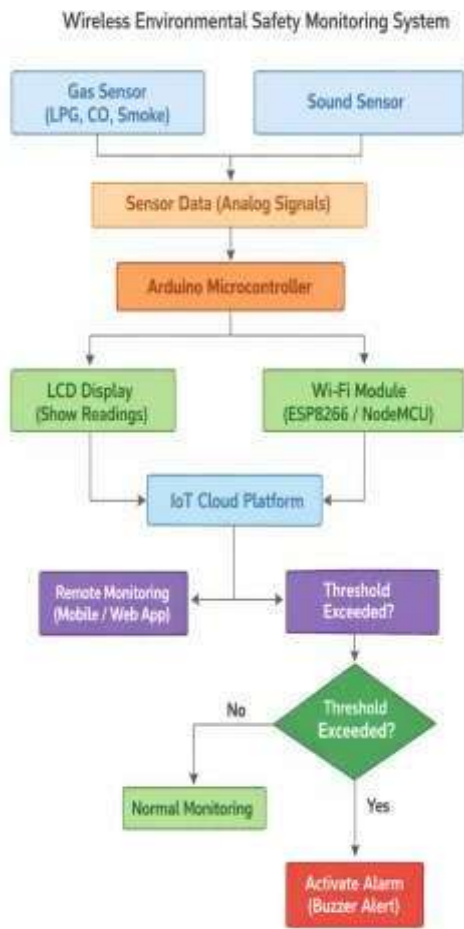 Wireless Environmental Safety Monitoring System
Gas Sensor
(LPG, CO, Smoke)
Sound Sensor
Sensor Data (Analog Signals)
Arduino Microcontroller
LCD Display
(Show Readings)
Wi-Fi Module
(ESP8266 / NodeMCU)
IoT Cloud Platform
Remote Monitoring
(Mobile / Web App)
Threshold
Exceeded?
Threshold
Exceeded?
No
Normal Monitoring
Yes
Activate Alarm
(Buzzer Alert)